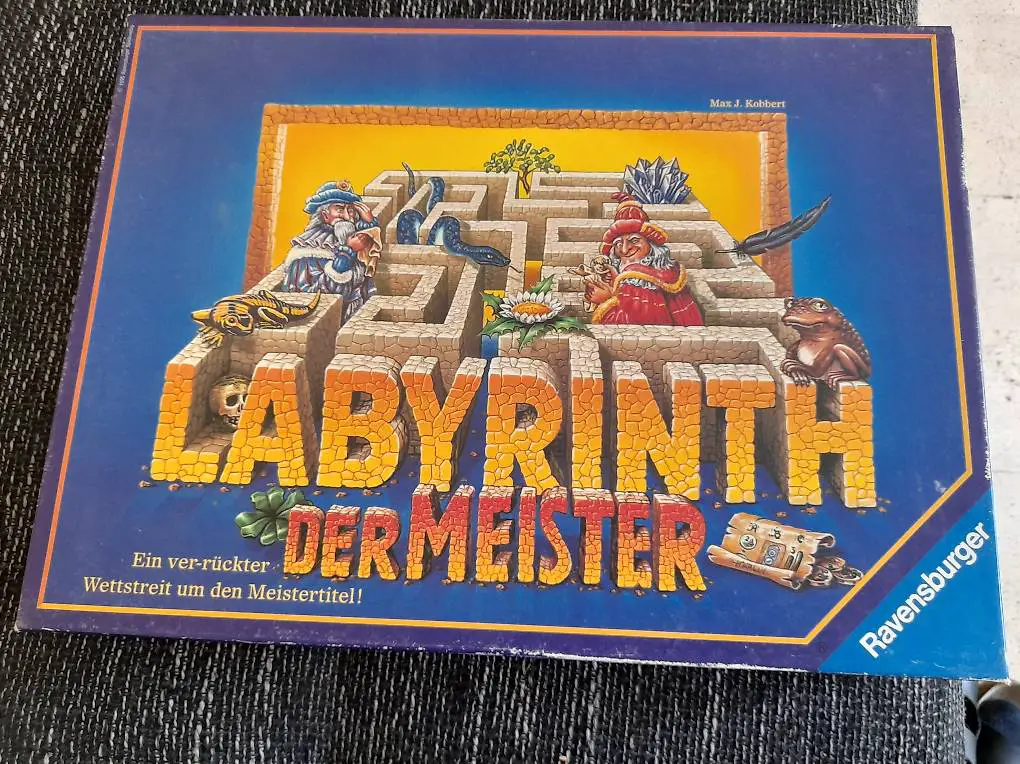 Max J. Kobbert
LABYRINTH
DER MEISTER
Ein ver-rückter
Wettstreit um den Meistertitel!
Ravensburger